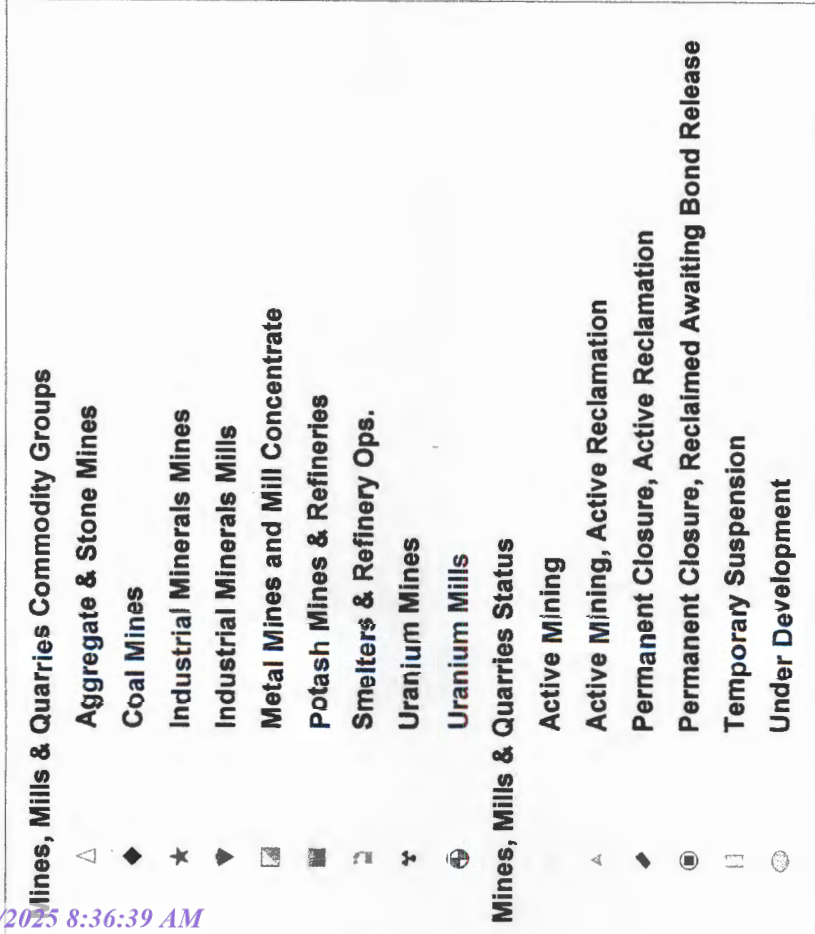 Mines, Mills & Quarries Commodity Groups
Aggregate & Stone Mines
Coal Mines
Industrial Minerals Mines
Industrial Minerals Mills
Metal Mines and Mill Concentrate
Potash Mines & Refineries
Smelters & Refinery Ops.
Uranium Mines
Uranium Mills
Mines, Mills & Quarries Status
Active Mining
Active Mining, Active Reclamation
Permanent Closure, Active Reclamation
Permanent Closure, Reclaimed Awaiting Bond Release
Temporary Suspension
Under Development
/2025 8:36:39 AM